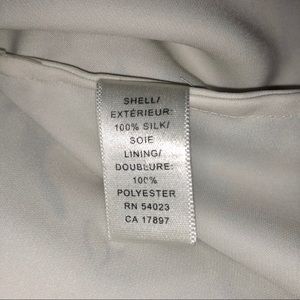 SHELL/
EXTÉRIEUR:
100% SILK/
SOIE
LINING/
DOUBLURE:
100%
POLYESTER
RN 54023
CA 17897